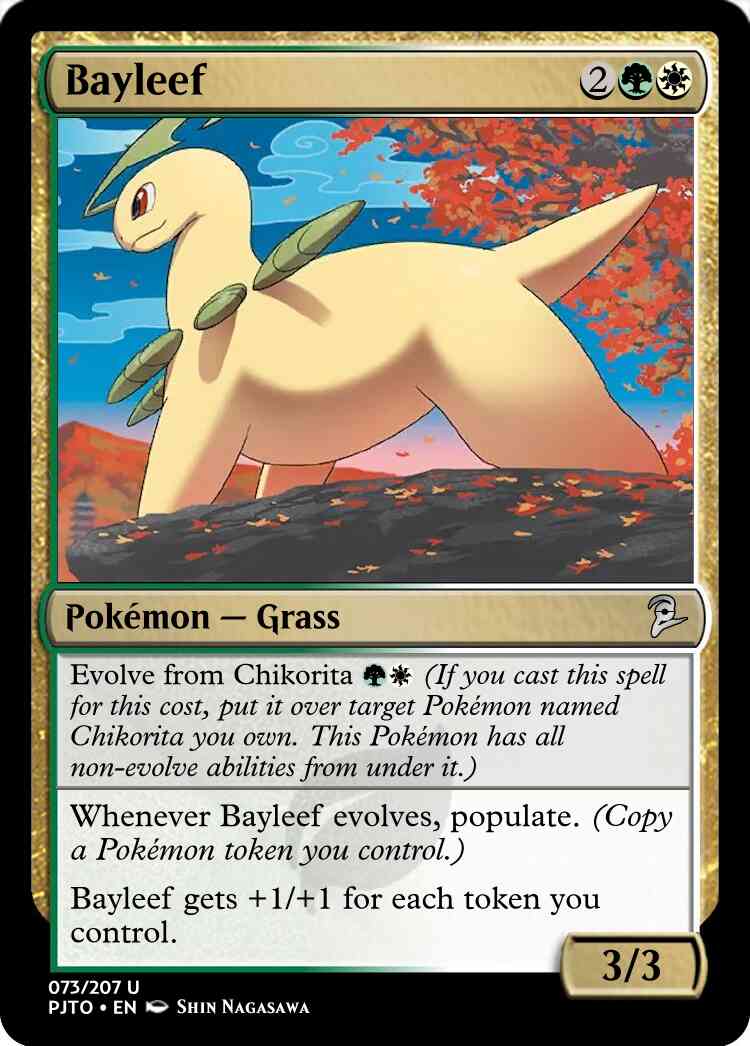 Bayleef 2
Pokémon — Grass
Evolve from Chikorita (If you cast this spell
for this cost, put it over target Pokémon named
Chikorita you own. This Pokémon has all
non-evolve abilities from under it.)
Whenever Bayleef evolves, populate. (Copy
a Pokémon token you control.)
Bayleef gets +1/+1 for each token you
control.
3/3
073/207 U
PJTO • EN Shin Nagasawa